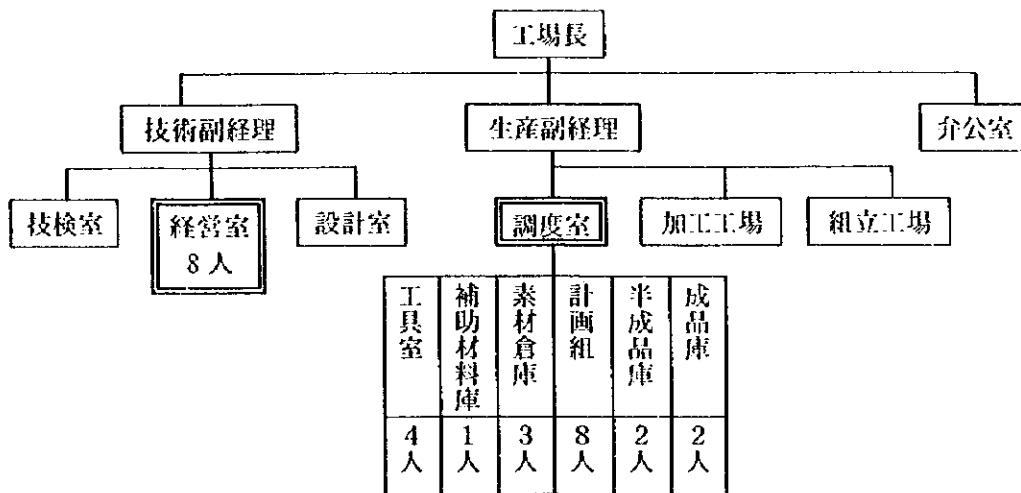 工場長
技術副経理
生産副経理
弁公室
技検室
経営室
8人
設計室
調度室
加工工場
組立工場
工具室
補助材料庫
素材倉庫
計画組
半成品庫
成品庫
4人
1人
3人
8人
2人
2人